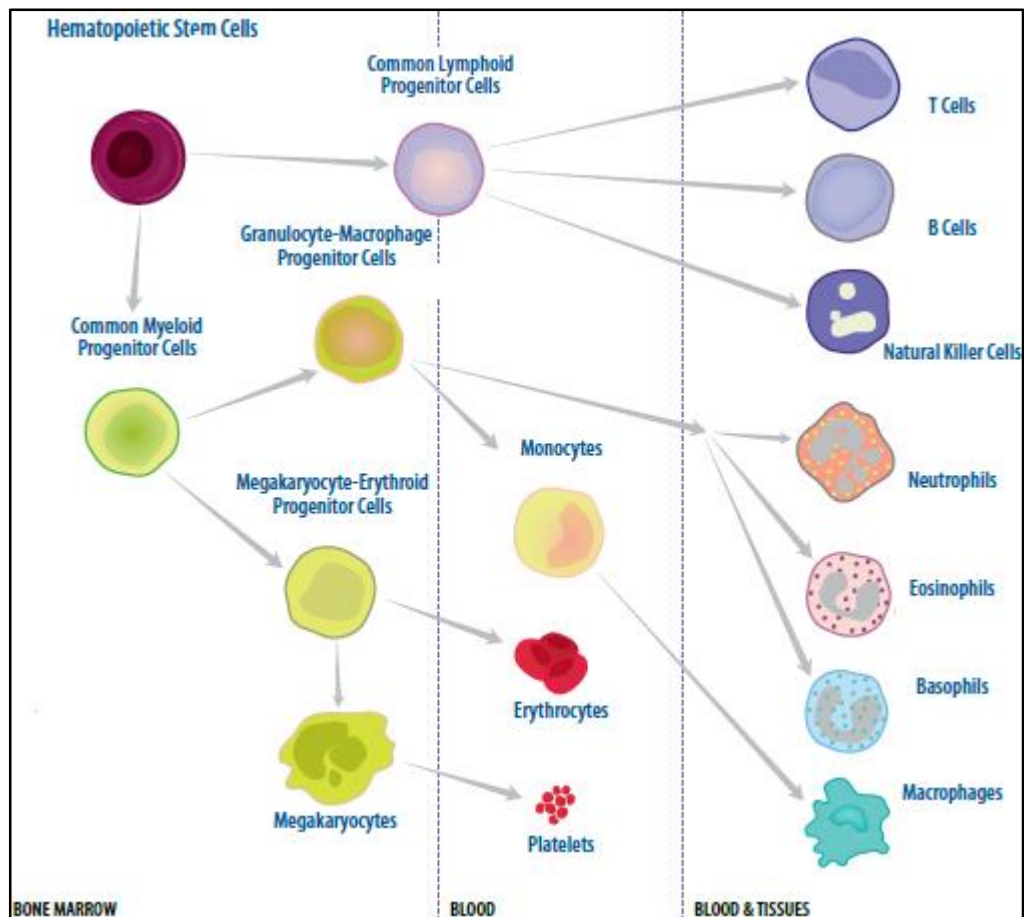 Hematopoietic Stem Cells
Common Lymphoid
Progenitor Cells
T Cells
B Cells
Granulocyte-Macrophage
Progenitor Cells
Natural Killer Cells
Common Myeloid
Progenitor Cells
Monocytes
Neutrophils
Megakaryocyte-Erythroid
Progenitor Cells
Eosinophils
Erythrocytes
Basophils
Macrophages
Megakaryocytes
Platelets
BONE MARROW
BLOOD
BLOOD & TISSUES